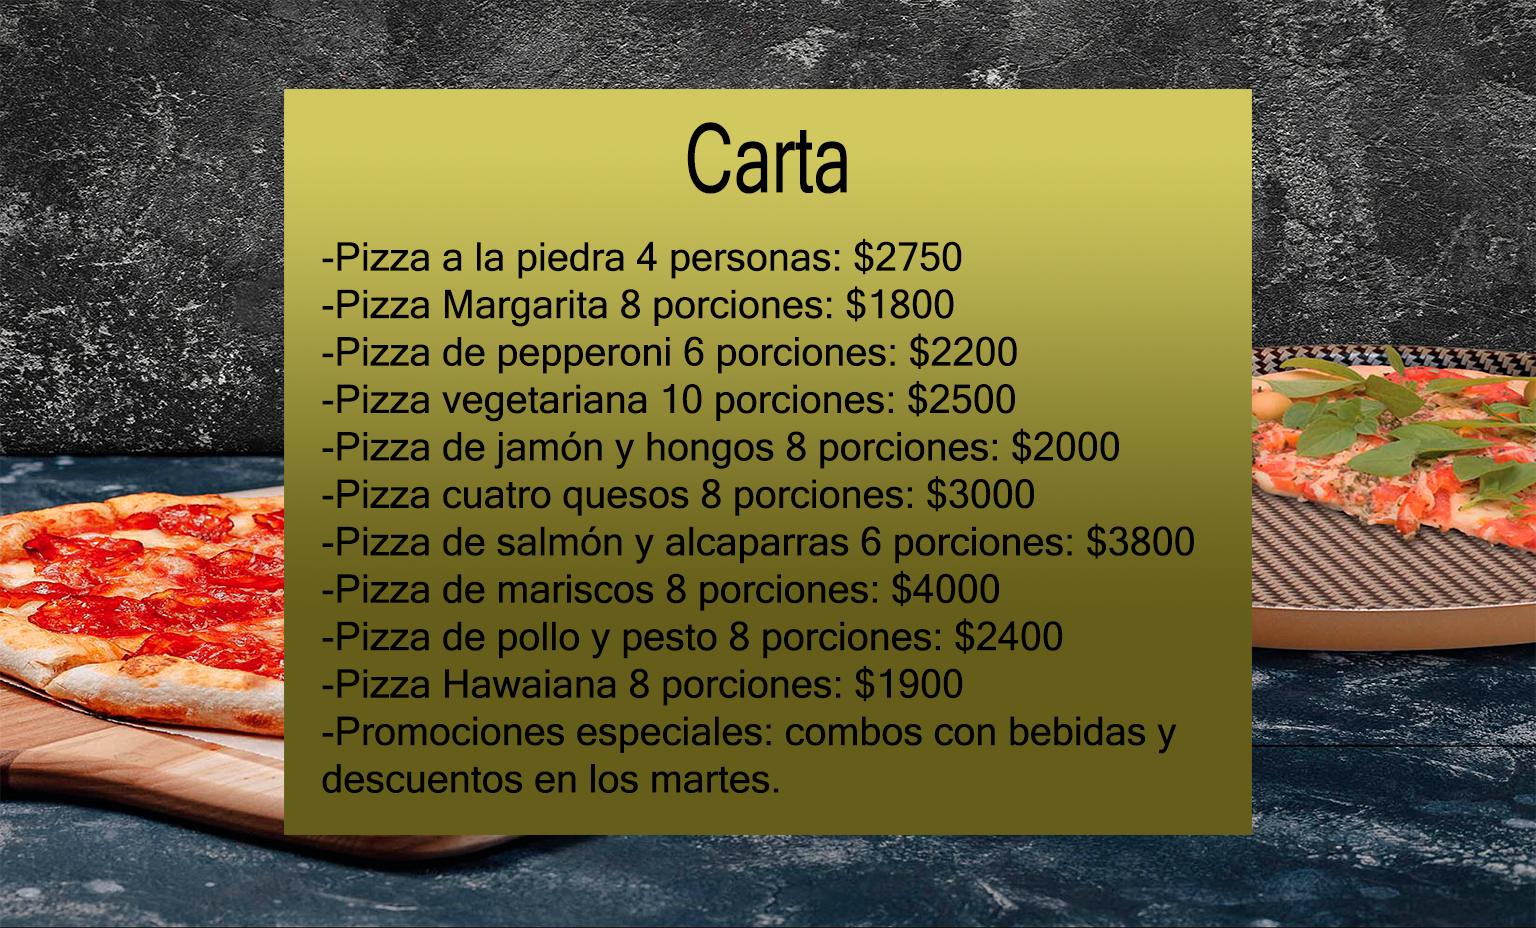 Carta
-Pizza a la piedra 4 personas: $2750
-Pizza Margarita 8 porciones: $1800
-Pizza de pepperoni 6 porciones: $2200
-Pizza vegetariana 10 porciones: $2500
-Pizza de jamón y hongos 8 porciones: $2000
-Pizza cuatro quesos 8 porciones: $3000
-Pizza de salmón y alcaparras 6 porciones: $3800
-Pizza de mariscos 8 porciones: $4000
-Pizza de pollo y pesto 8 porciones: $2400
-Pizza Hawaiana 8 porciones: $1900
-Promociones especiales: combos con bebidas y
descuentos en los martes.